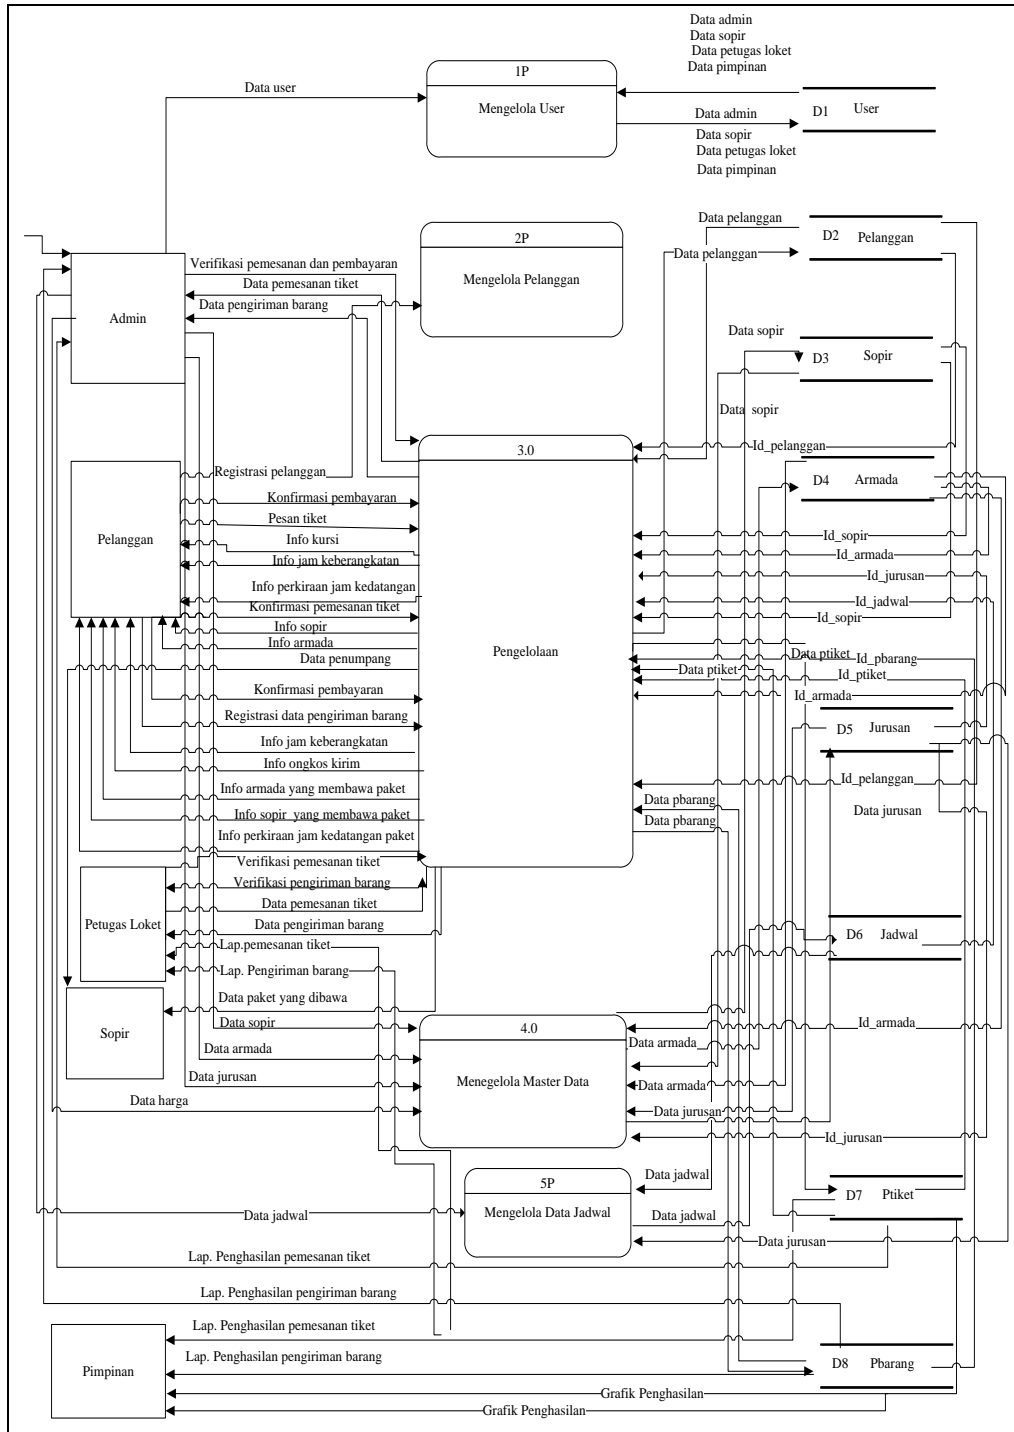 Data admin
Data sopir
Data petugas loket
Data pimpinan
1P
Mengelola User
Data user
D1 User
Data admin
Data sopir
Data petugas loket
Data pimpinan
2P
Mengelola Pelanggan
Data pelanggan
D2 Pelanggan
Data pelanggan
Verifikasi pemesanan dan pembayaran
Data pemesanan tiket
Data pengiriman barang
Admin
Data sopir
D3 Sopir
Data sopir
3.0
Pengelolaan
Id_pelanggan
Registrasi pelanggan
D4 Armada
Konfirmasi pembayaran
Pesan tiket
Pelanggan
Info kursi
Id_sopir
Id_armada
Info jam keberangkatan
Id_jurusan
Info perkiraan jam kedatangan
Id_jadwal
Konfirmasi pemesanan tiket
Id_sopir
Info sopir
Info armada
Data ptiket
Id_pbarang
Data penumpang
Data ptiket
Id_ptiket
Konfirmasi pembayaran
Id_armada
Registrasi data pengiriman barang
D5 Jurusan
Info jam keberangkatan
Info ongkos kirim
Id_pelanggan
Info armada yang membawa paket
Data pbarang
Data jurusan
Info sopir yang membawa paket
Data pbarang
Info perkiraan jam kedatangan paket
Verifikasi pemesanan tiket
Verifikasi pengiriman barang
Data pemesanan tiket
Petugas Loket
Data pengiriman barang
D6 Jadwal
Lap.pemesanan tiket
Lap. Pengiriman barang
Data paket yang dibawa
Sopir
Data sopir
4.0
Menegelola Master Data
Id_armada
Data armada
Data armada
Data jurusan
Data armada
Data harga
Data jurusan
Id_jurusan
5P
Mengelola Data Jadwal
Data jadwal
D7 Ptiket
Data jadwal
Data jadwal
Data jurusan
Lap. Penghasilan pemesanan tiket
Lap. Penghasilan pengiriman barang
Lap. Penghasilan pemesanan tiket
Lap. Penghasilan pengiriman barang
Pimpinan
D8 Pbarang
Grafik Penghasilan
Grafik Penghasilan